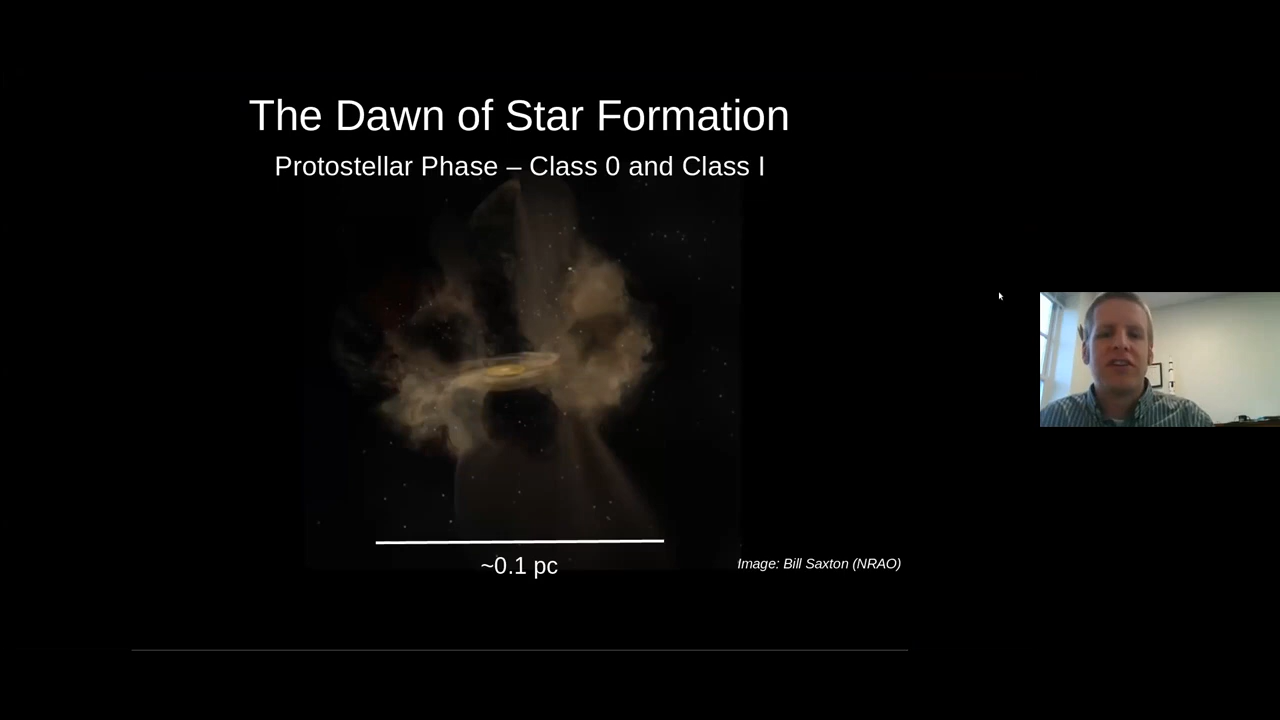 The Dawn of Star Formation
Protostellar Phase – Class 0 and Class I
~0.1 pc
Image: Bill Saxton (NRAO)